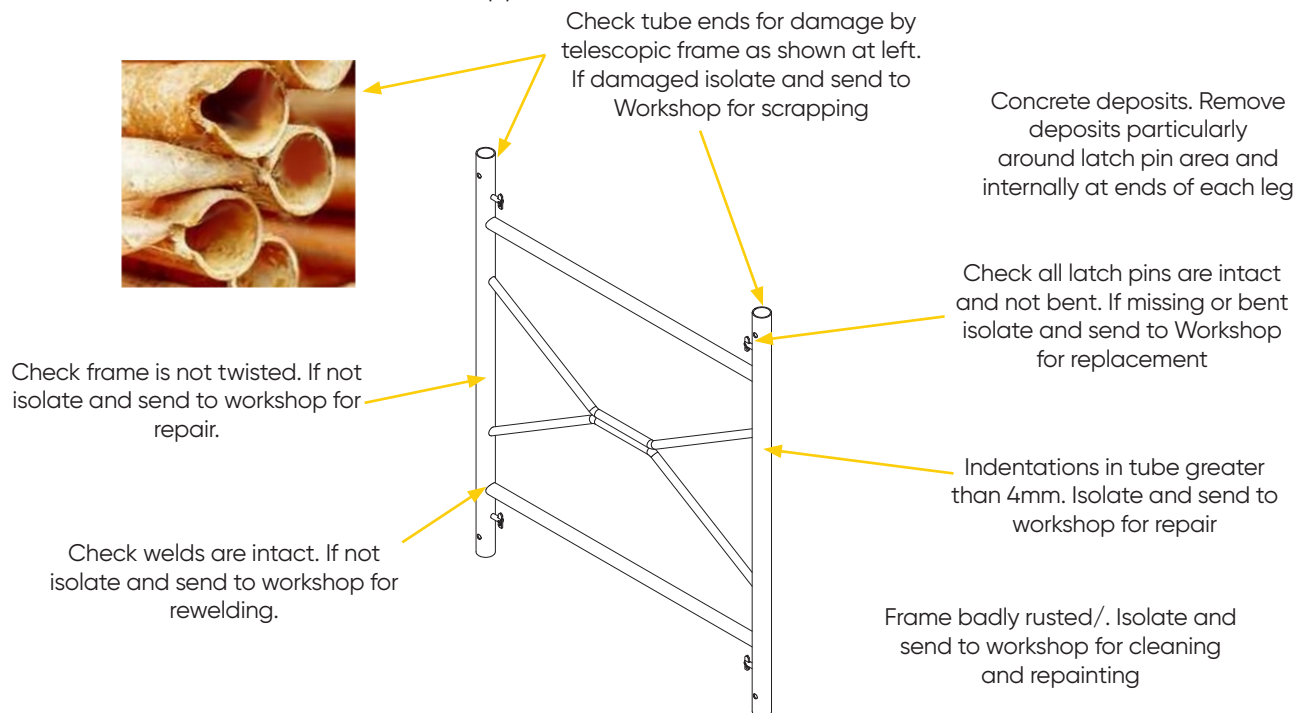 Check tube ends for damage by
telescopic frame as shown at left.
If damaged isolate and send to
Workshop for scrapping
Concrete deposits. Remove
deposits particularly
around latch pin area and
internally at ends of each leg
Check all latch pins are intact
and not bent. If missing or bent
isolate and send to Workshop
for replacement
Check frame is not twisted. If not
isolate and send to workshop for
repair.
Indentations in tube greater
than 4mm. Isolate and send to
workshop for repair
Check welds are intact. If not
isolate and send to workshop for
rewelding.
Frame badly rusted/. Isolate and
send to workshop for cleaning
and repainting